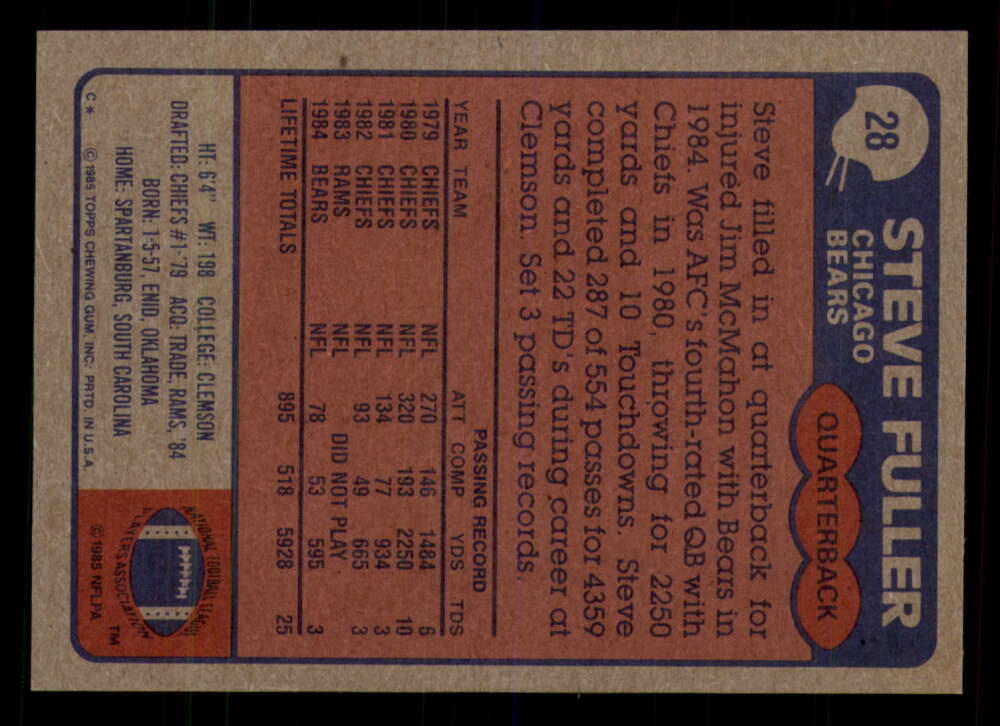 28
STEVE FULLER
CHICAGO
BEARS
QUARTERBACK
Steve filled in at quarterback for
injured Jim McMahon with Bears in
1984. Was AFC's fourth-rated QB with
Chiefs in 1980, throwing for 2250
yards and 10 Touchdowns. Steve
completed 287 of 554 passes for 4359
yards and 22 TD's during career at
Clemson. Set 3 passing records.
PASSING RECORD
YEAR TEAM ATT COMP YDS TDS
1979 CHIEFS NFL 270 146 1484 6
1980 CHIEFS NFL 320 193 2250 10
1981 CHIEFS NFL 134 77 934 3
1982 CHIEFS NFL 93 49 665 3
1983 RAMS NFL DID NOT PLAY
1984 BEARS NFL 78 53 595 3
LIFETIME TOTALS 895 518 5928 25
HT: 6'4" WT: 198 COLLEGE: CLEMSON
DRAFTED: CHIEFS #1-'79 ACQ: TRADE, RAMS, '84
BORN: 1-5-57, ENID, OKLAHOMA
HOME: SPARTANBURG, SOUTH CAROLINA
C* © 1985 TOPPS CHEWING GUM, INC. PRTD. IN U.S.A.
NATIONAL FOOTBALL LEAGUE
PLAYERS ASSOCIATION
TM
© 1985 NFLPA